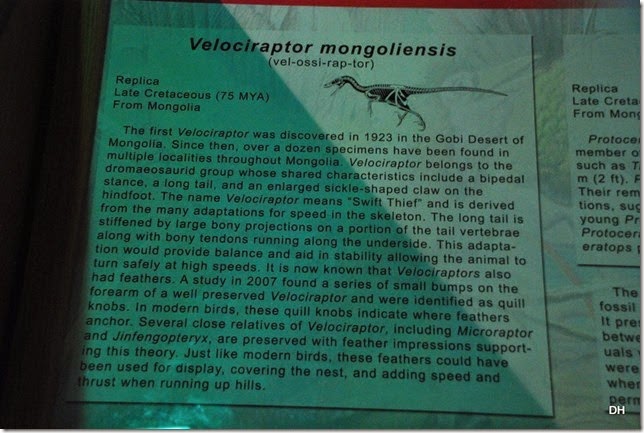 Velociraptor mongoliensis
(vel-ossi-rap-tor)
Replica
Late Cretaceous (75 MYA)
From Mongolia
The first Velociraptor was discovered in 1923 in the Gobi Desert of
Mongolia. Since then, over a dozen specimens have been found in
multiple localities throughout Mongolia. Velociraptor belongs to the
dromaeosaurid group whose shared characteristics include a bipedal
stance, a long tail, and an enlarged sickle-shaped claw on the
hindfoot. The name Velociraptor means "Swift Thief" and is derived
from the many adaptations for speed in the skeleton. The long tail is
stiffened by large bony projections on a portion of the tail vertebrae
along with bony tendons running along the underside. This adapta-
tion would provide balance and aid in stability allowing the animal to
turn safely at high speeds. It is now known that Velociraptors also
had feathers. A study in 2007 found a series of small bumps on the
forearm of a well preserved Velociraptor and were identified as quill
knobs. In modern birds, these quill knobs indicate where feathers
anchor. Several close relatives of Velociraptor, including Microraptor
and Jinfengopteryx, are preserved with feather impressions support-
ing this theory. Just like modern birds, these feathers could have
been used for display, covering the nest, and adding speed and
thrust when running up hills.
Replica
Late Creta
From Mong
Protocer
member o
such as T
m (2 ft). P
Their rem
tions, suc
young Pr
Protocer
eratops
The
fossil
It pre
betwe
uals
were
wher
perm
DH